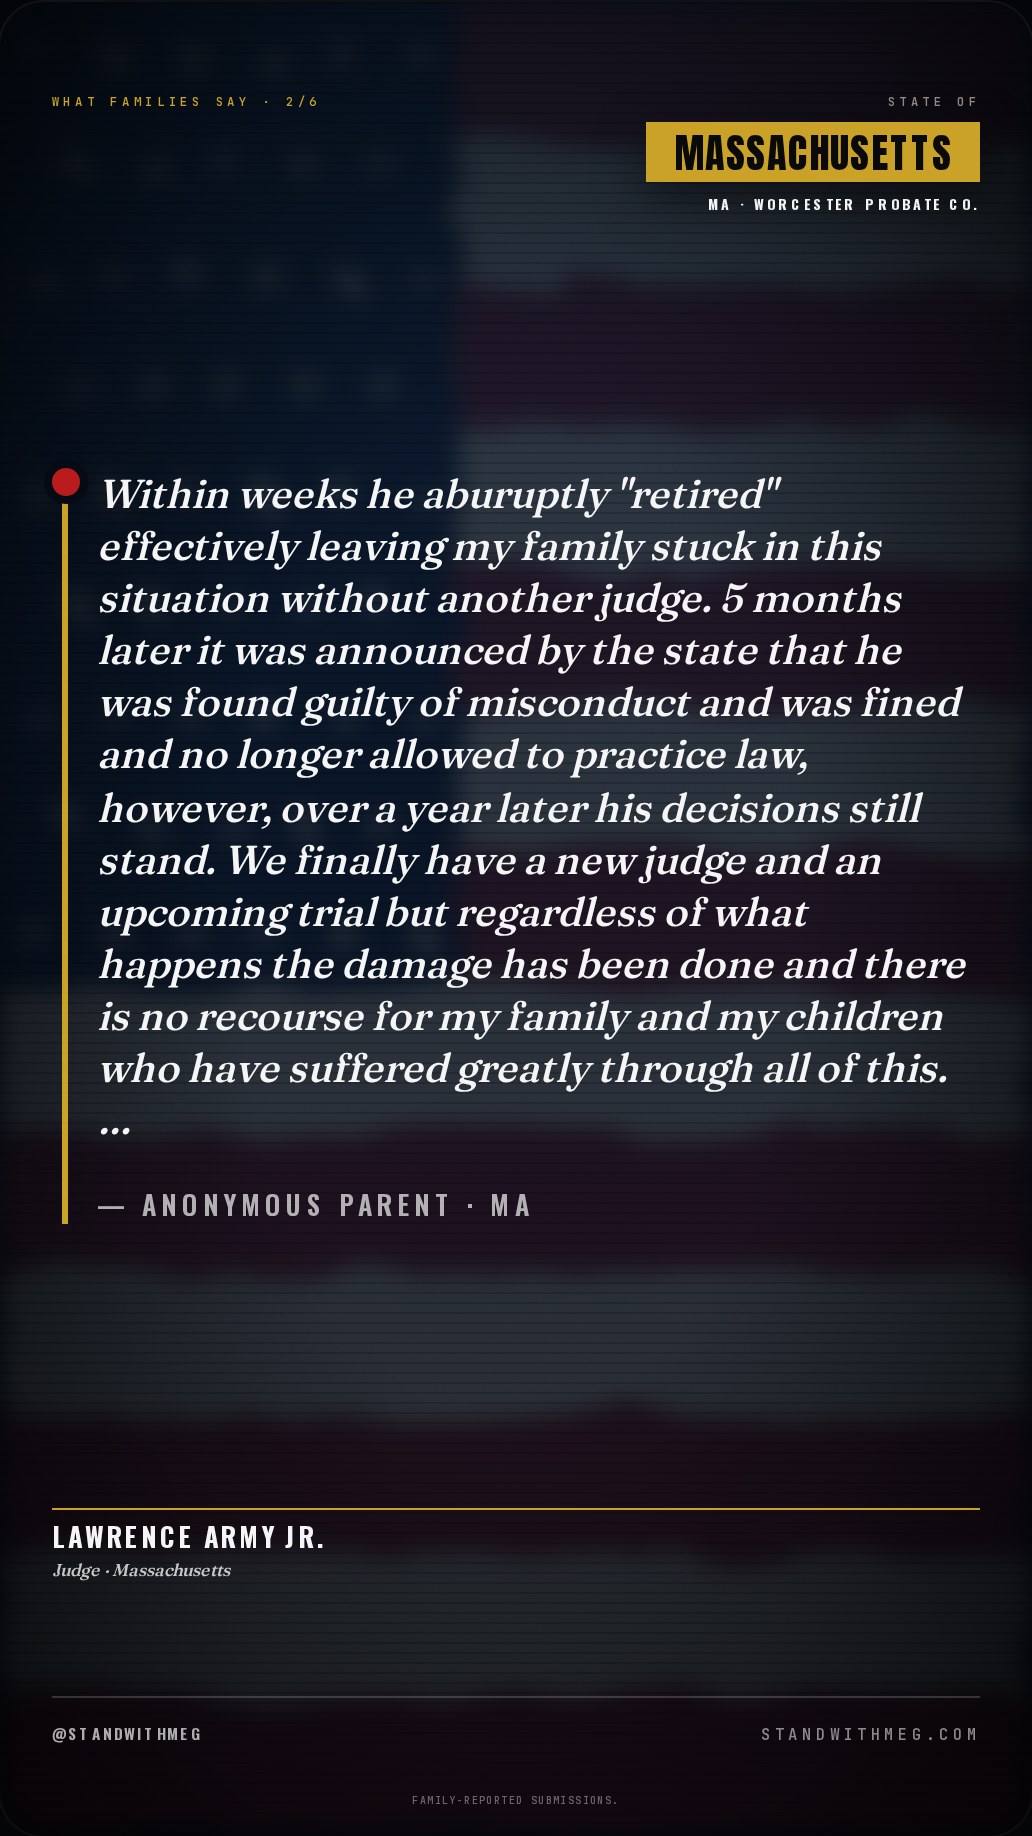 WHAT FAMILIES SAY · 2/6
STATE OF
MASSACHUSETTS
MA · WORCESTER PROBATE CO.
Within weeks he aburuptly "retired"
effectively leaving my family stuck in this
situation without another judge. 5 months
later it was announced by the state that he
was found guilty of misconduct and was fined
and no longer allowed to practice law,
however, over a year later his decisions still
stand. We finally have a new judge and an
upcoming trial but regardless of what
happens the damage has been done and there
is no recourse for my family and my children
who have suffered greatly through all of this.
...
— ANONYMOUS PARENT · MA
LAWRENCE ARMY JR.
Judge · Massachusetts
@STANDWITHMEG
STANDWITHMEG.COM
FAMILY-REPORTED SUBMISSIONS.